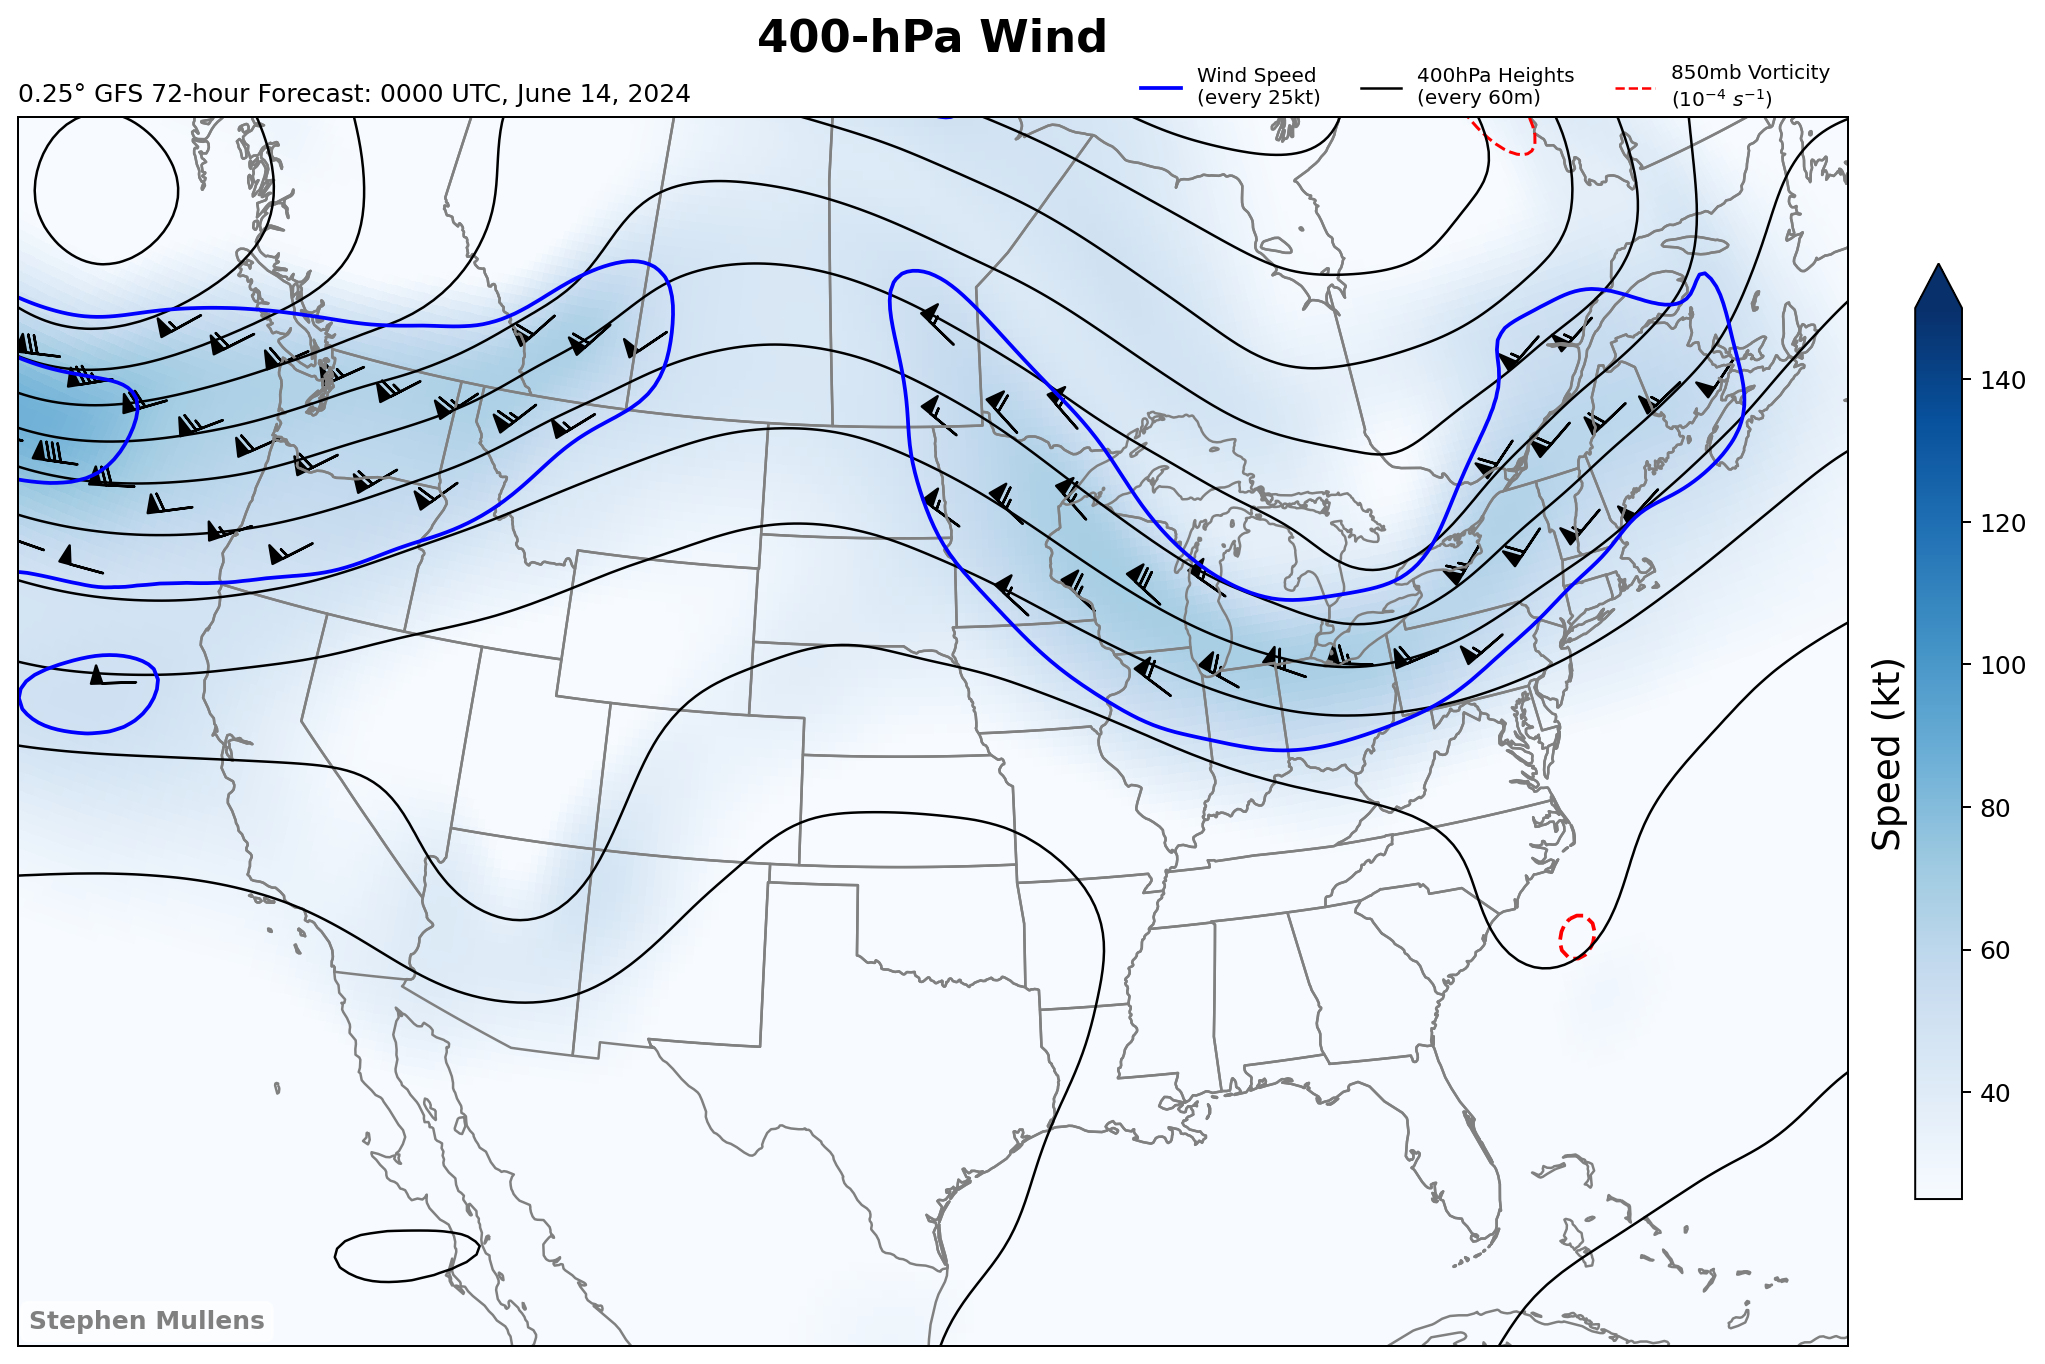 400-hPa Wind
0.25° GFS 72-hour Forecast: 0000 UTC, June 14, 2024
Wind Speed
(every 25kt)
400hPa Heights
(every 60m)
850mb Vorticity
(10⁻⁴ s⁻¹)
140
120
100
80
60
40
Speed (kt)
Stephen Mullens